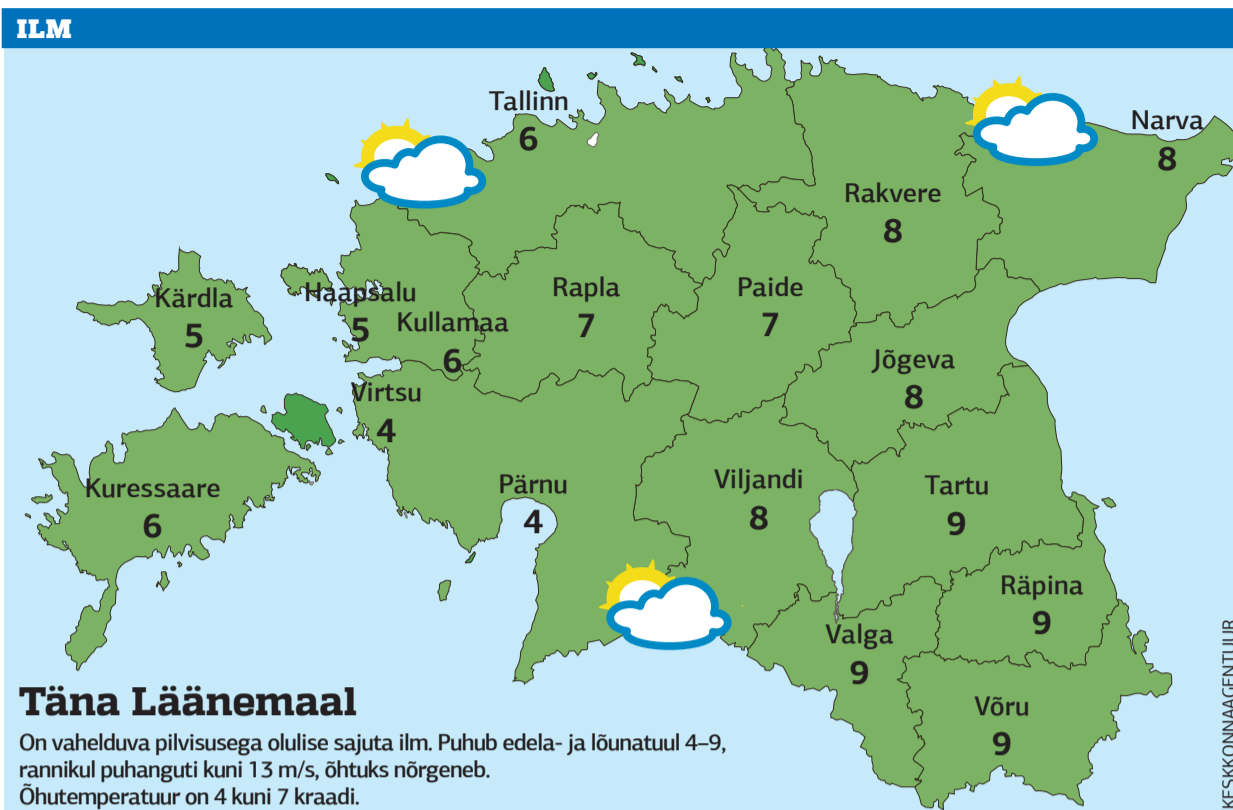 ILM
Tallinn
6
Narva
8
Rakvere
8
Kärdla
5
Haapsalu
5
Kullamaa
6
Rapla
7
Paide
7
Jõgeva
8
Virtsu
4
Kuressaare
6
Pärnu
4
Viljandi
8
Tartu
9
Räpina
9
Valga
9
Võru
9
Täna Läänemaal
On vahelduva pilvisusega olulise sajuta ilm. Puhub edela- ja lõunatuul 4–9,
rannikul puhanguti kuni 13 m/s, õhtuks nõrgeneb.
Õhutemperatuur on 4 kuni 7 kraadi.
KESKKONNAAGENTUUR